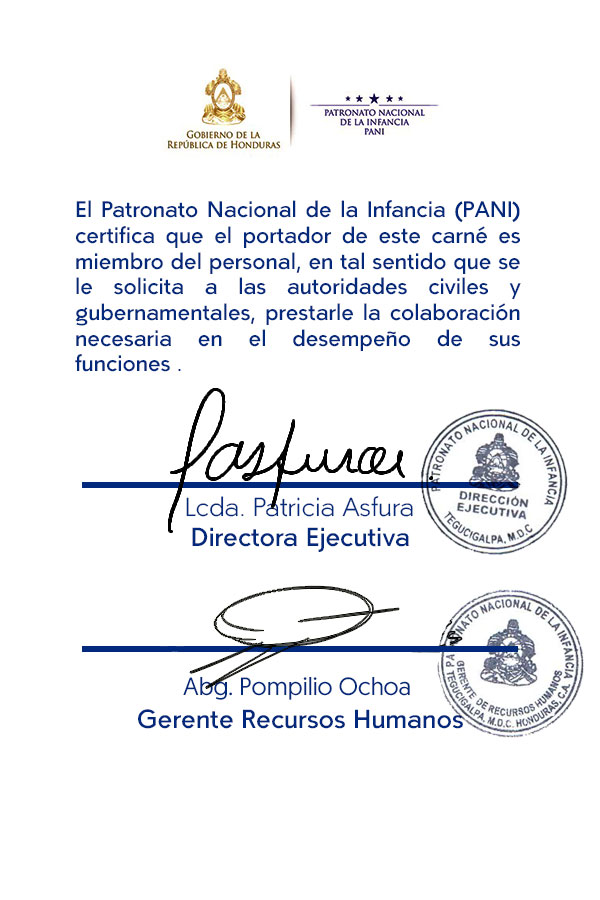 GOBIERNO DE LA
REPÚBLICA DE HONDURAS
PATRONATO NACIONAL
DE LA INFANCIA
PANI
El Patronato Nacional de la Infancia (PANI)
certifica que el portador de este carné es
miembro del personal, en tal sentido que se
le solicita a las autoridades civiles y
gubernamentales, prestarle la colaboración
necesaria en el desempeño de sus
funciones .
Pasfura
Lcda. Patricia Asfura
Directora Ejecutiva
PATRONATO NACIONAL DE LA INFANCIA
DIRECCIÓN
EJECUTIVA
TEGUCIGALPA, M.D.C
Abg. Pompilio Ochoa
Gerente Recursos Humanos
PATRONATO NACIONAL DE LA INFANCIA
GERENTE DE RECURSOS HUMANOS
TEGUCIGALPA, M.D.C. HONDURAS, C.A.